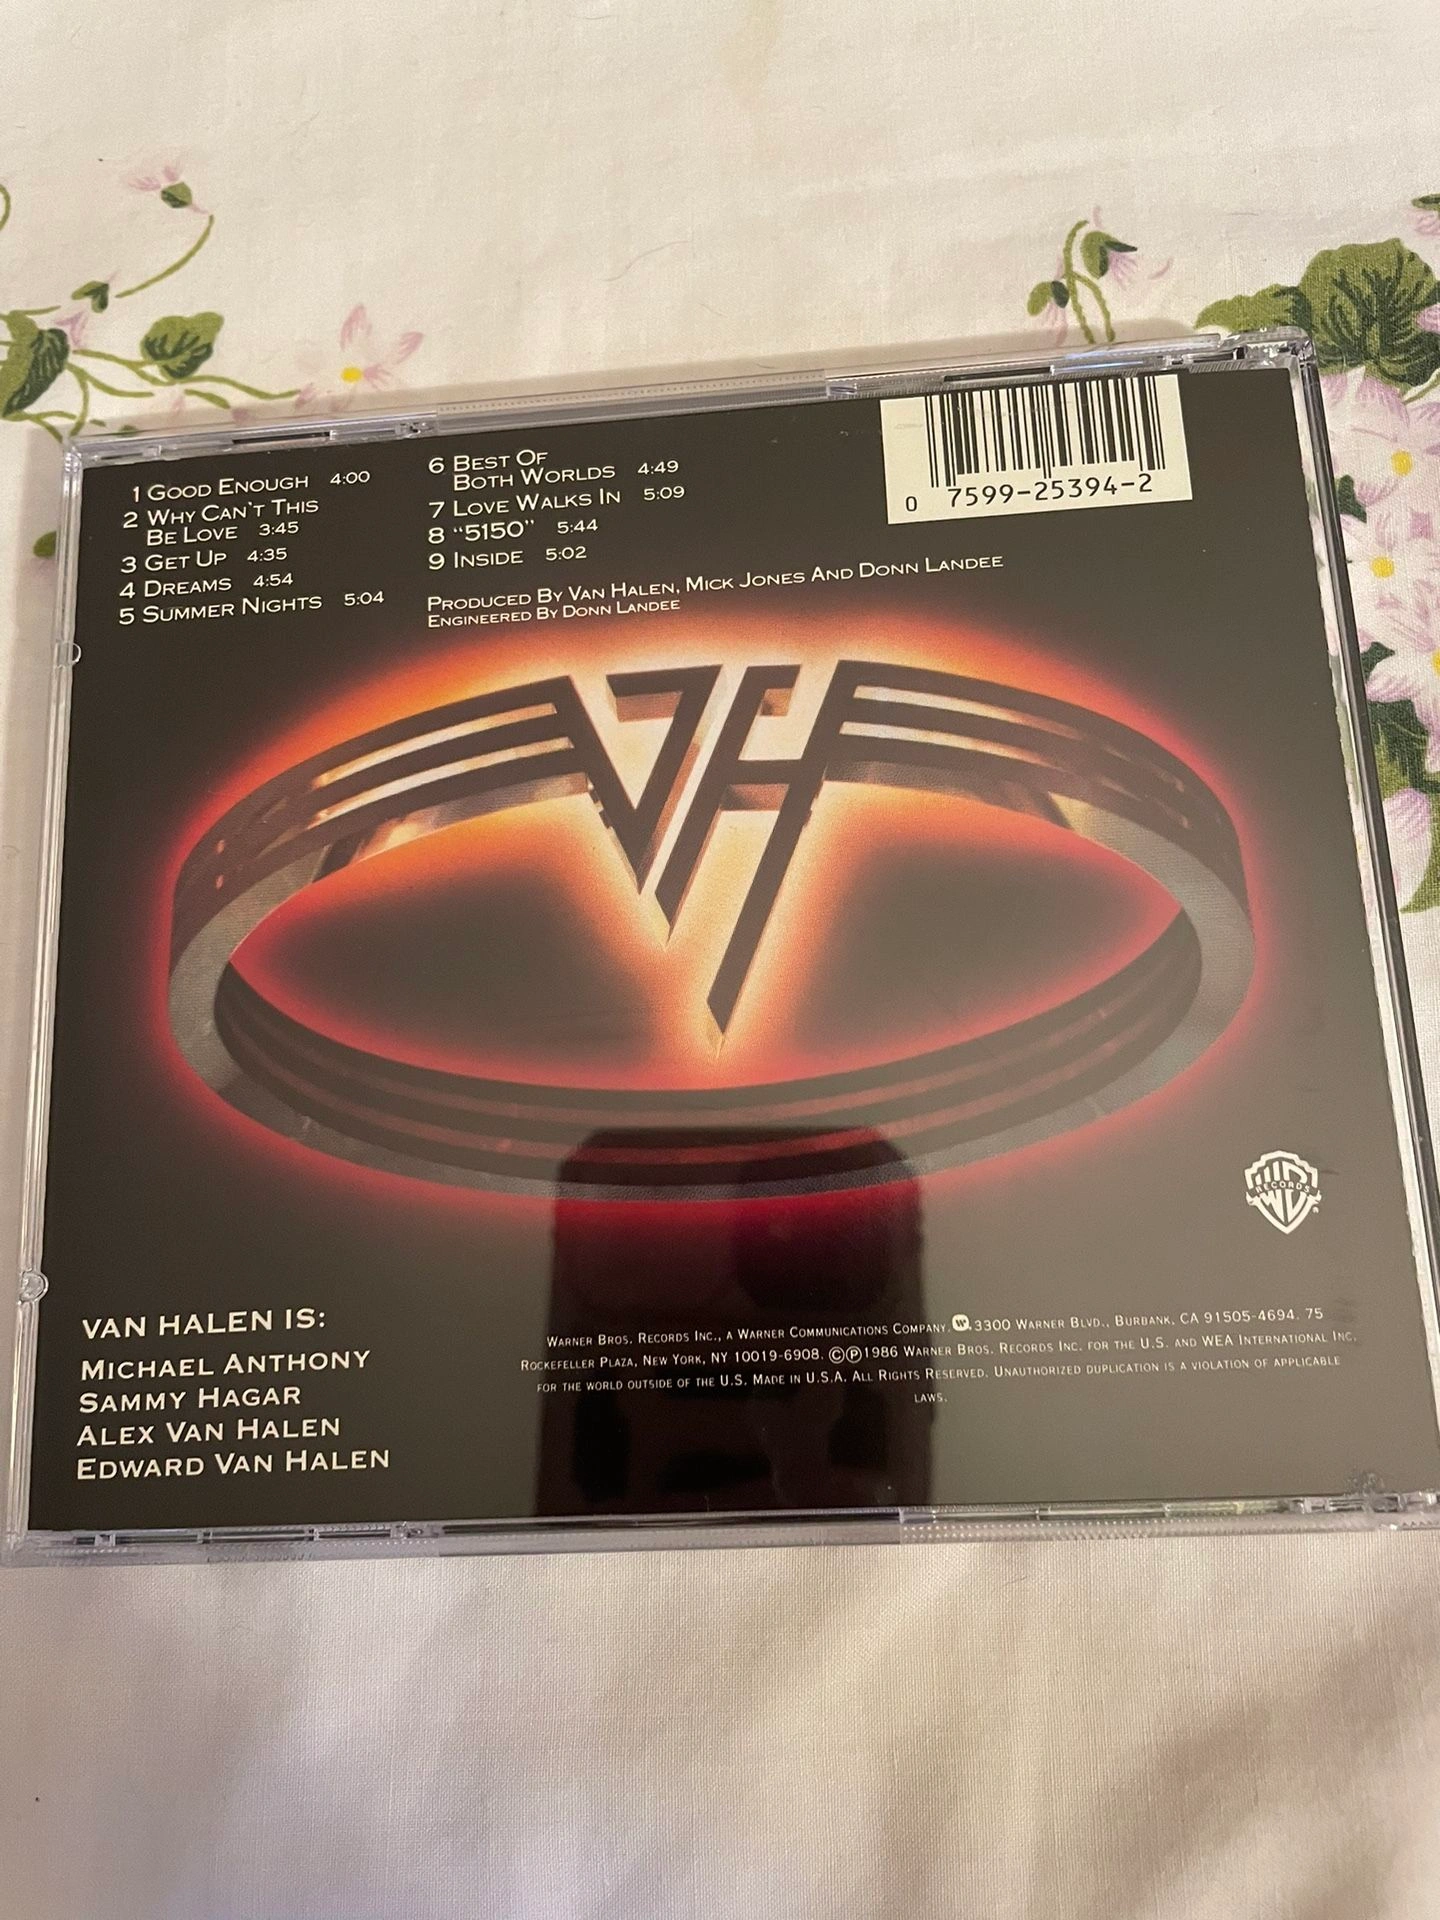 1 GOOD ENOUGH 4:00
2 WHY CAN'T THIS
BE LOVE 3:45
3 GET UP 4:35
4 DREAMS 4:54
5 SUMMER NIGHTS 5:04
6 BEST OF
BOTH WORLDS 4:49
7 LOVE WALKS IN 5:09
8 "5150" 5:44
9 INSIDE 5:02
PRODUCED BY VAN HALEN, MICK JONES AND DONN LANDEE
ENGINEERED BY DONN LANDEE
0 7599-25394-2
VH
WB
RECORDS
VAN HALEN IS:
MICHAEL ANTHONY
SAMMY HAGAR
ALEX VAN HALEN
EDWARD VAN HALEN
WARNER BROS. RECORDS INC., A WARNER COMMUNICATIONS COMPANY. W, 3300 WARNER BLVD., BURBANK, CA 91505-4694. 75
ROCKEFELLER PLAZA, NEW YORK, NY 10019-6908. ©℗1986 WARNER BROS. RECORDS INC. FOR THE U.S. AND WEA INTERNATIONAL INC.
FOR THE WORLD OUTSIDE OF THE U.S. MADE IN U.S.A. ALL RIGHTS RESERVED. UNAUTHORIZED DUPLICATION IS A VIOLATION OF APPLICABLE
LAWS.